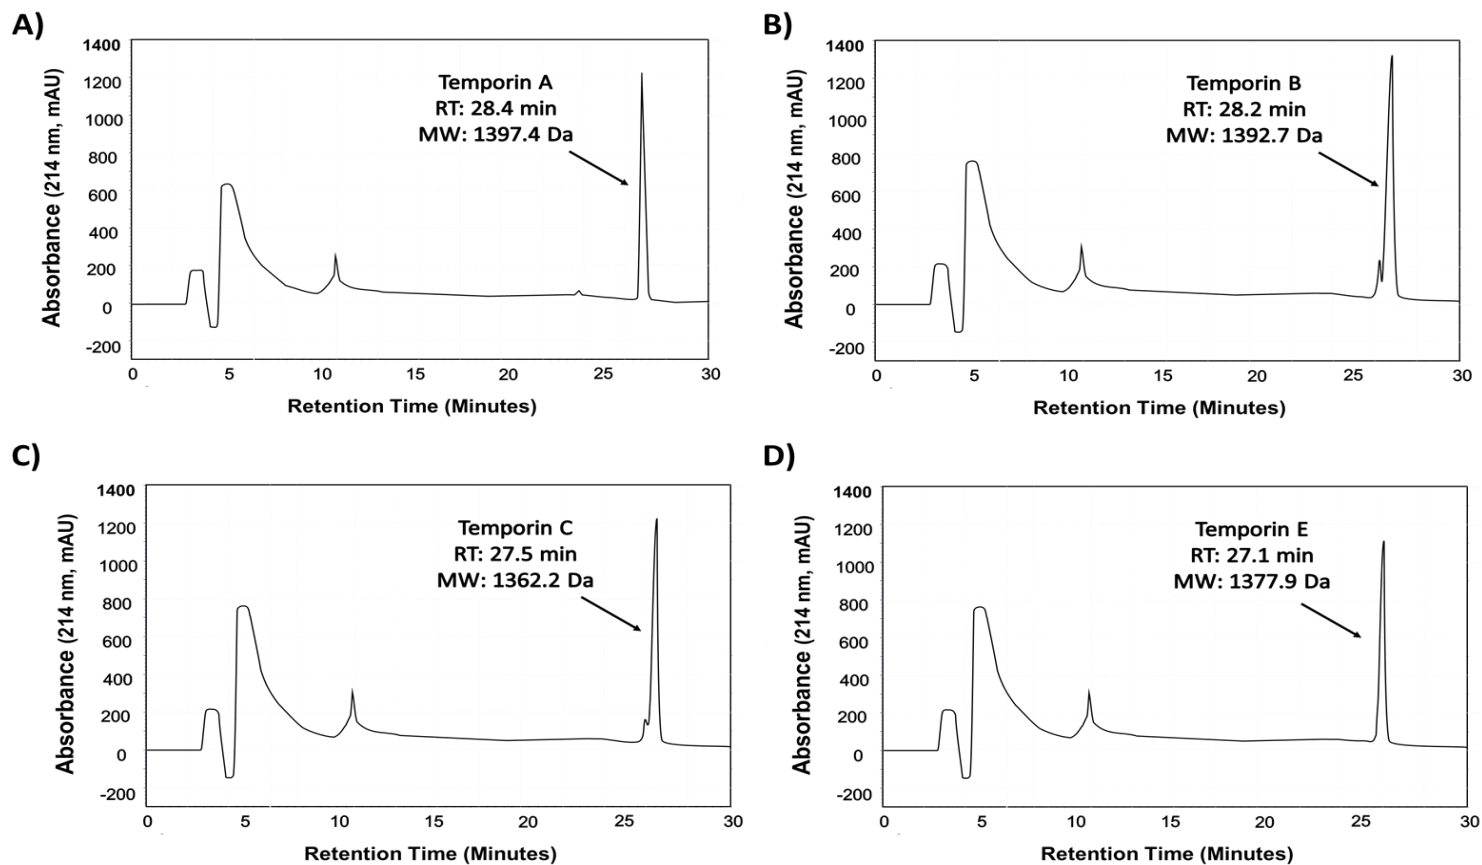 A)
Absorbance (214 nm, mAU)
1400
1200
1000
800
600
400
200
0
-200
Temporin A
RT: 28.4 min
MW: 1397.4 Da
0 5 10 15 20 25 30
Retention Time (Minutes)
B)
Absorbance (214 nm, mAU)
1400
1200
1000
800
600
400
200
0
-200
Temporin B
RT: 28.2 min
MW: 1392.7 Da
0 5 10 15 20 25 30
Retention Time (Minutes)
C)
Absorbance (214 nm, mAU)
1400
1200
1000
800
600
400
200
0
-200
Temporin C
RT: 27.5 min
MW: 1362.2 Da
0 5 10 15 20 25 30
Retention Time (Minutes)
D)
Absorbance (214 nm, mAU)
1400
1200
1000
800
600
400
200
0
-200
Temporin E
RT: 27.1 min
MW: 1377.9 Da
0 5 10 15 20 25 30
Retention Time (Minutes)